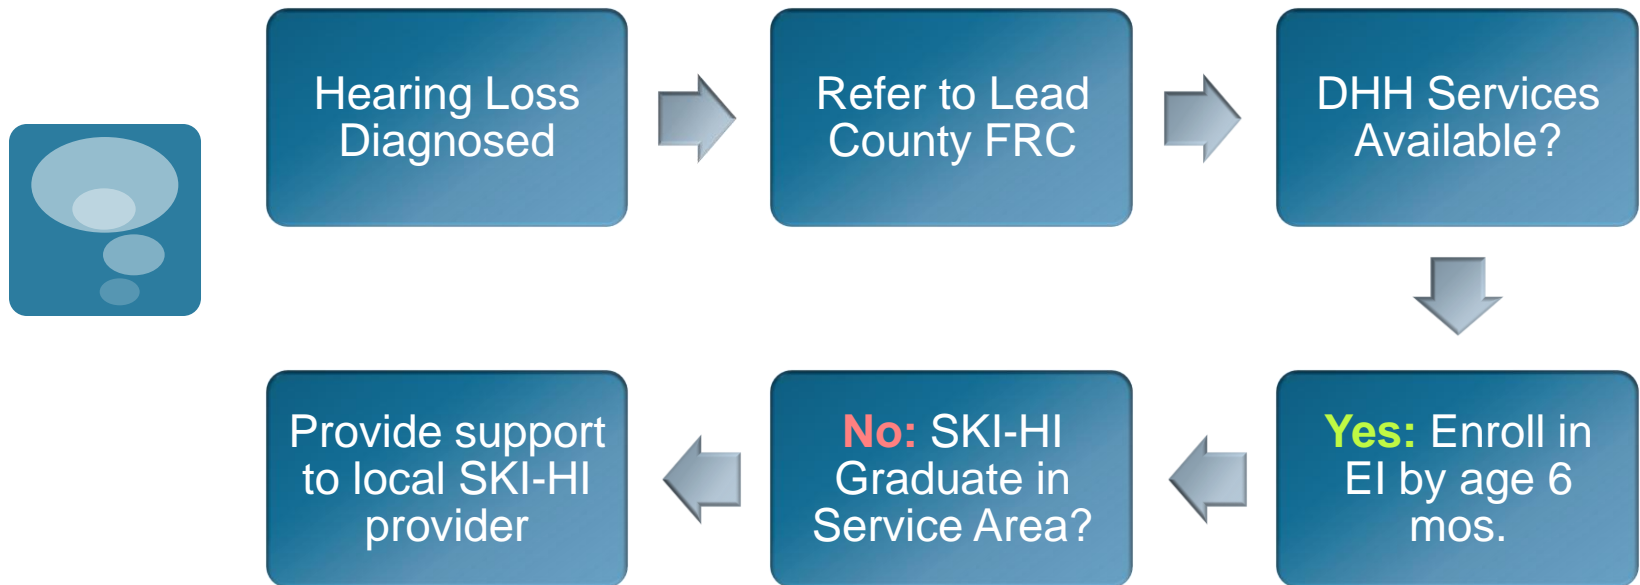 Hearing Loss
Diagnosed
Refer to Lead
County FRC
DHH Services
Available?
Yes: Enroll in
EI by age 6
mos.
No: SKI-HI
Graduate in
Service Area?
Provide support
to local SKI-HI
provider